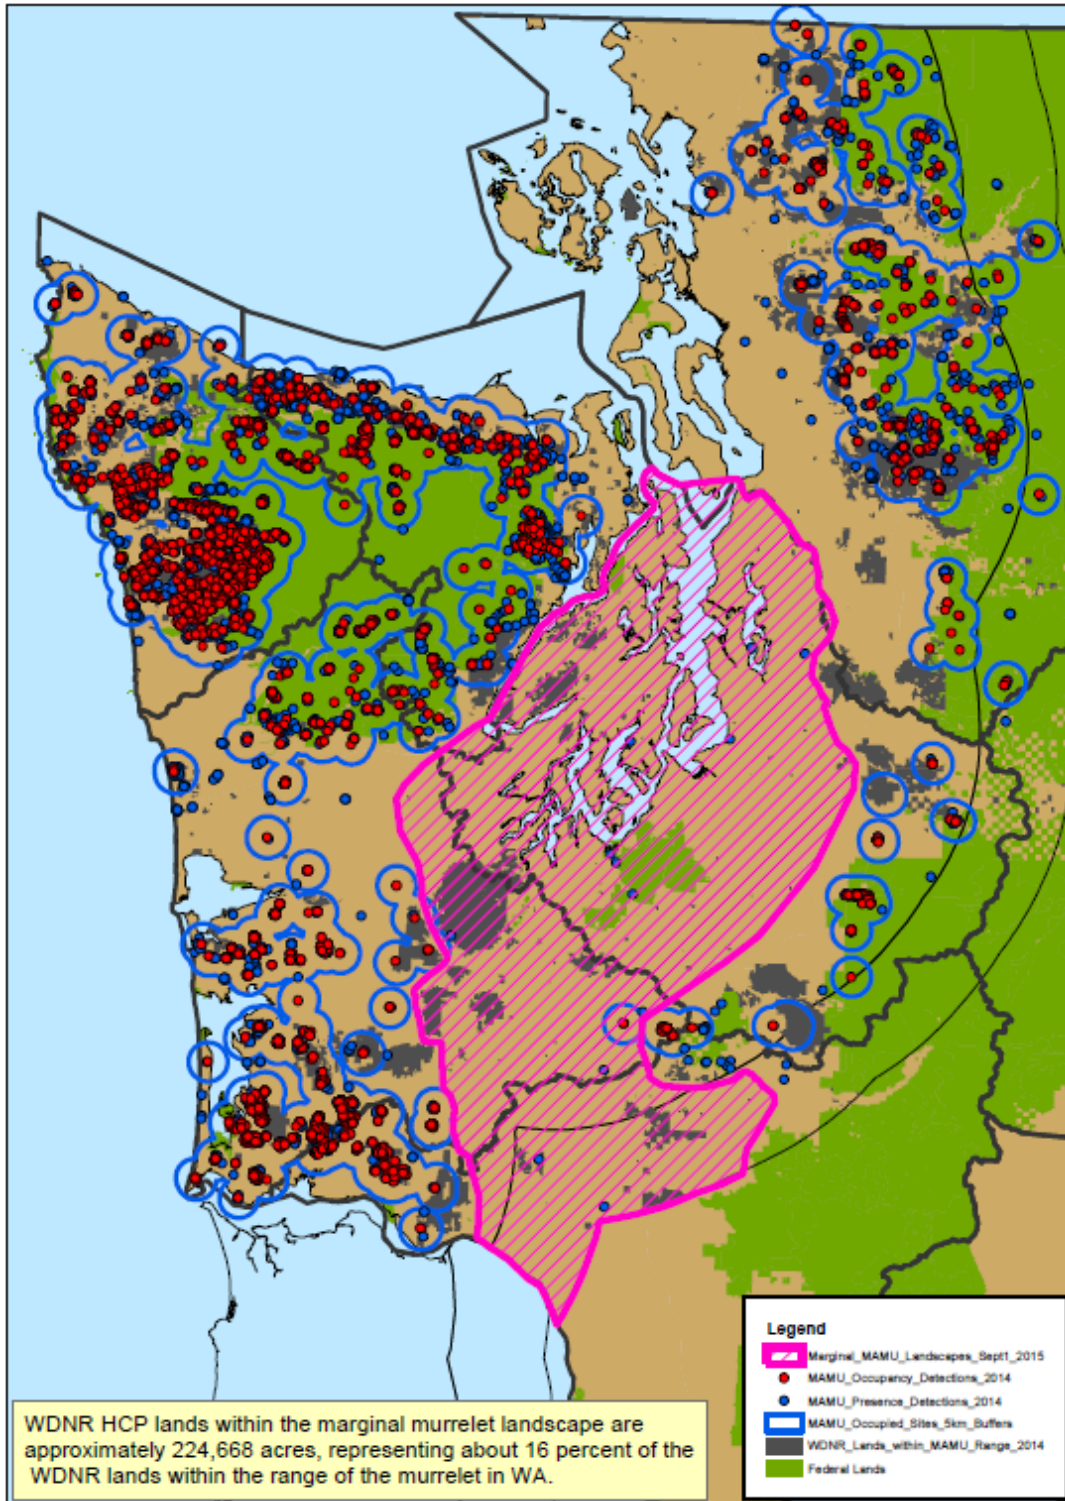 Legend
Marginal_MAMU_Landscapes_Sept1_2015
MAMU_Occupancy_Detections_2014
MAMU_Presence_Detections_2014
MAMU_Occupied_Sites_5km_Buffers
WDNR_Lands_within_MAMU_Range_2014
Federal Lands
WDNR HCP lands within the marginal murrelet landscape are
approximately 224,668 acres, representing about 16 percent of the
WDNR lands within the range of the murrelet in WA.